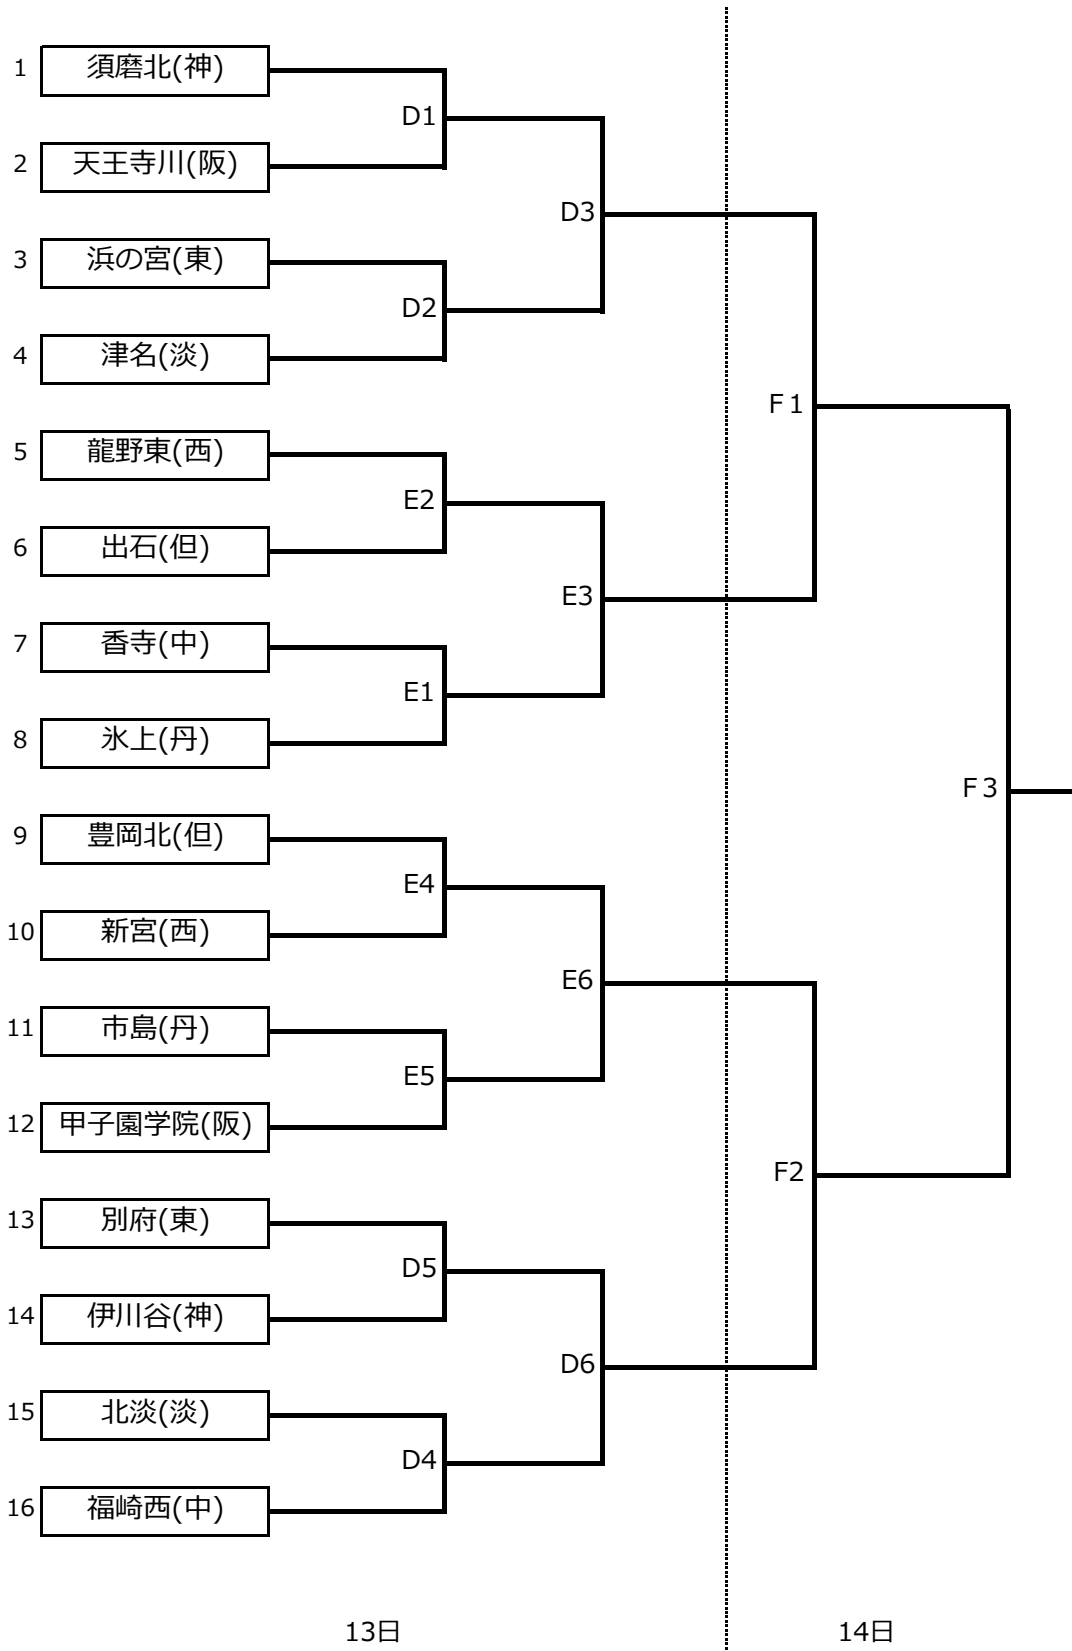 1 須磨北(神)
D1
2 天王寺川(阪)
D3
3 浜の宮(東)
D2
4 津名(淡)
F１
5 龍野東(西)
E2
6 出石(但)
E3
7 香寺(中)
E1
8 氷上(丹)
F３
9 豊岡北(但)
E4
10 新宮(西)
E6
11 市島(丹)
E5
12 甲子園学院(阪)
F2
13 別府(東)
D5
14 伊川谷(神)
D6
15 北淡(淡)
D4
16 福崎西(中)
13日 14日